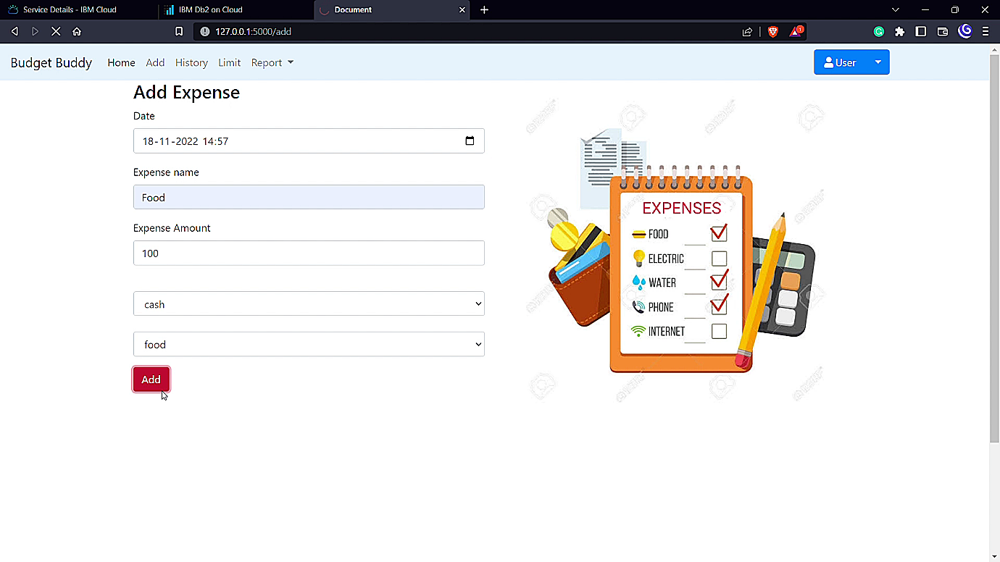 Service Details - IBM Cloud
IBM Db2 on Cloud
Document
127.0.0.1:5000/add
1
Budget Buddy
Home
Add
History
Limit
Report
User
Add Expense
Date
18-11-2022 14:57
Expense name
Food
Expense Amount
100
cash
food
Add
EXPENSES
FOOD
ELECTRIC
WATER
PHONE
INTERNET